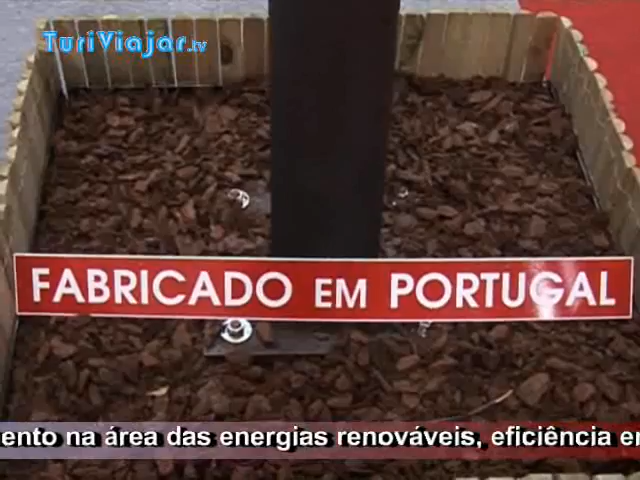 TuriViajar.tv
FABRICADO EM PORTUGAL
ento na área das energias renováveis, eficiência en